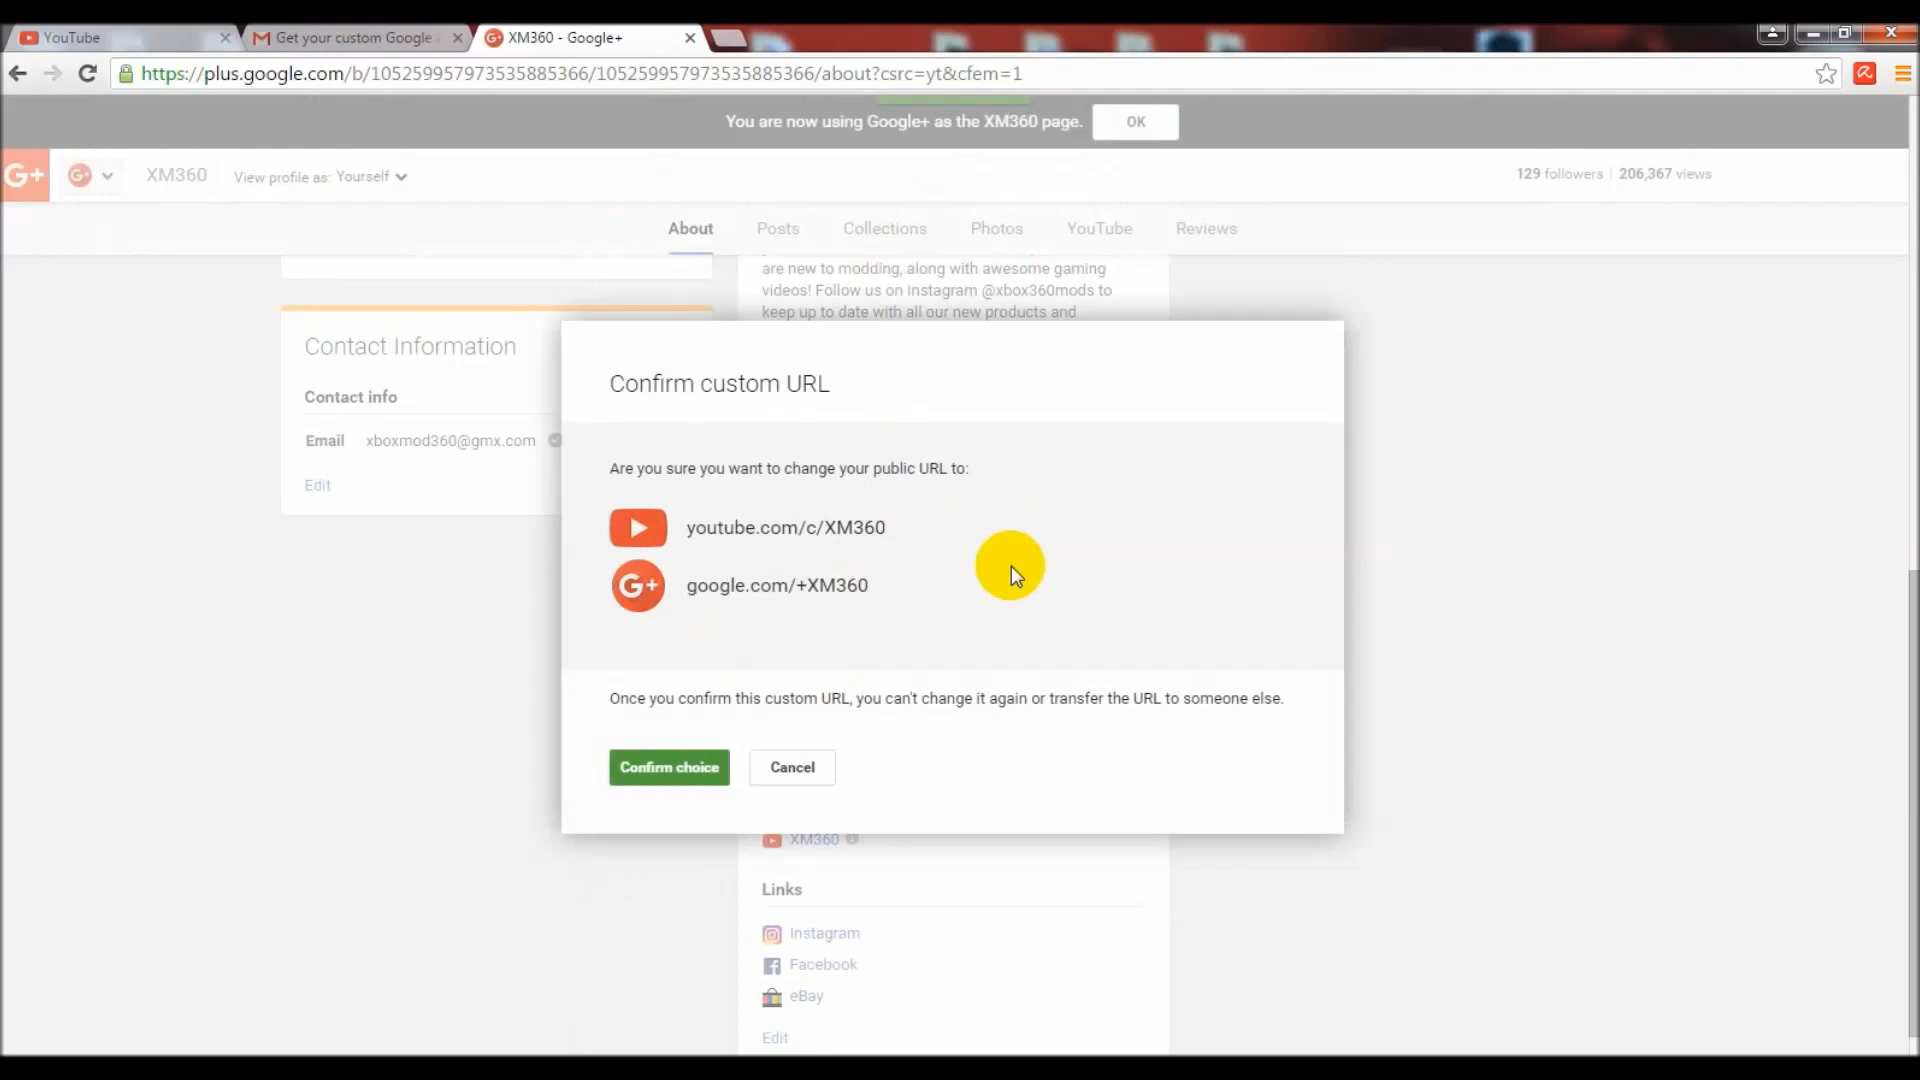 YouTube
Get your custom Google
XM360 - Google+
https://plus.google.com/b/105259957973535885366/105259957973535885366/about?csrc=yt&cfem=1
You are now using Google+ as the XM360 page.
OK
G+
XM360
View profile as: Yourself
129 followers | 206,367 views
About
Posts
Collections
Photos
YouTube
Reviews
are new to modding, along with awesome gaming
videos! Follow us on Instagram @xbox360mods to
keep up to date with all our new products and
Contact Information
Contact info
Email xboxmod360@gmx.com
Edit
Confirm custom URL
Are you sure you want to change your public URL to:
youtube.com/c/XM360
G+ google.com/+XM360
Once you confirm this custom URL, you can't change it again or transfer the URL to someone else.
Confirm choice
Cancel
XM360
Links
Instagram
Facebook
eBay
Edit